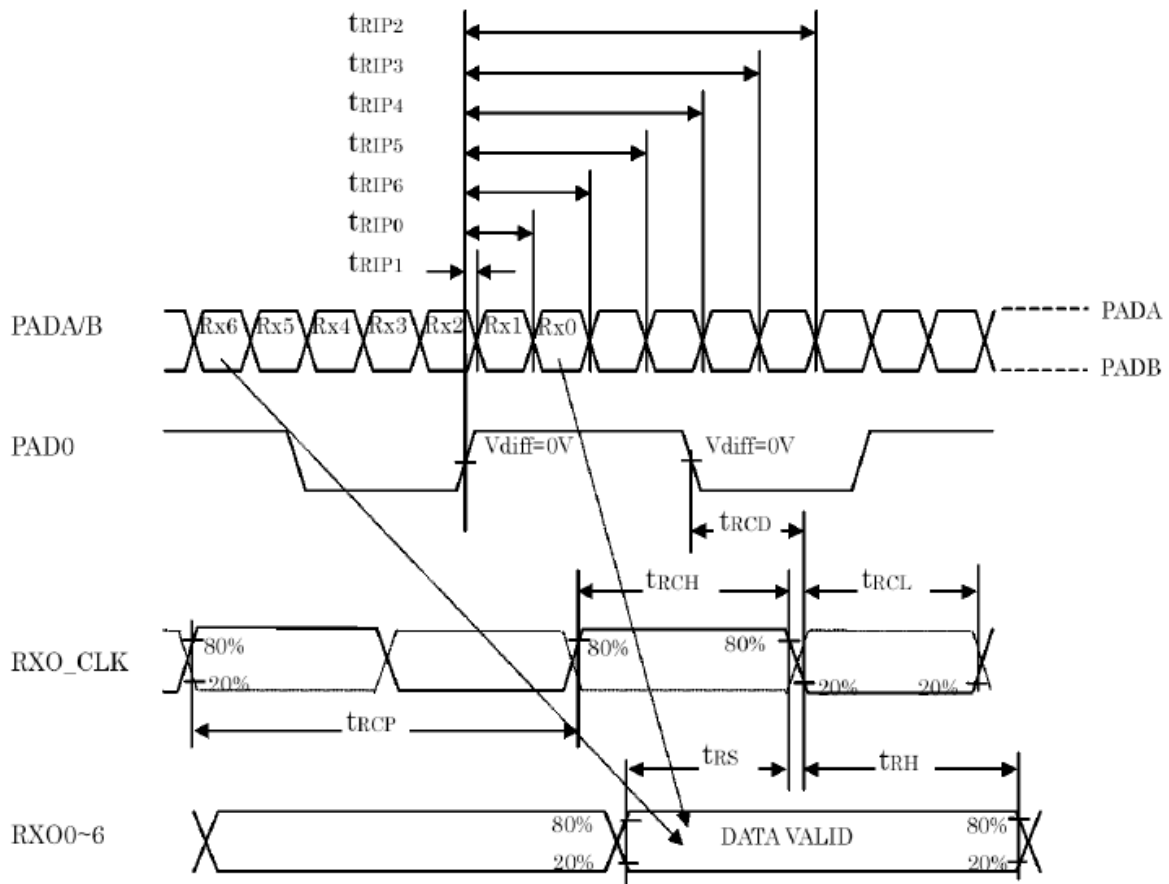 tRIP2
tRIP3
tRIP4
tRIP5
tRIP6
tRIP0
tRIP1
PADA/B Rx6 Rx5 Rx4 Rx3 Rx2 Rx1 Rx0 PADA
PADB
PAD0 Vdiff=0V Vdiff=0V
tRCD
tRCH tRCL
RXO_CLK 80% 80% 80%
20% 20% 20%
tRCP
tRS tRH
RXO0~6 80% DATA VALID 80%
20% 20%